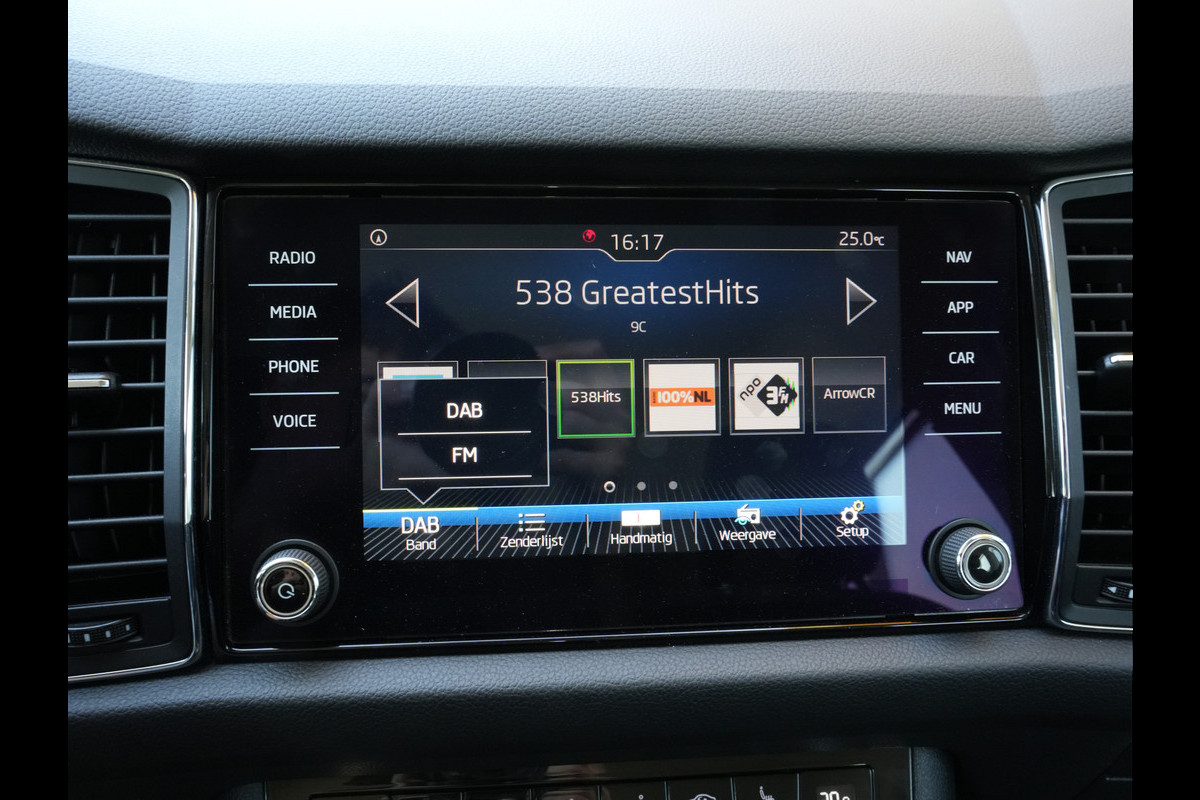 16:17
25.0°C
RADIO
MEDIA
PHONE
VOICE
538 GreatestHits
9C
NAV
APP
CAR
MENU
DAB
FM
538Hits
100%NL
npo 3FM
ArrowCR
DAB
Band
Zenderlijst
Handmatig
Weergave
Setup